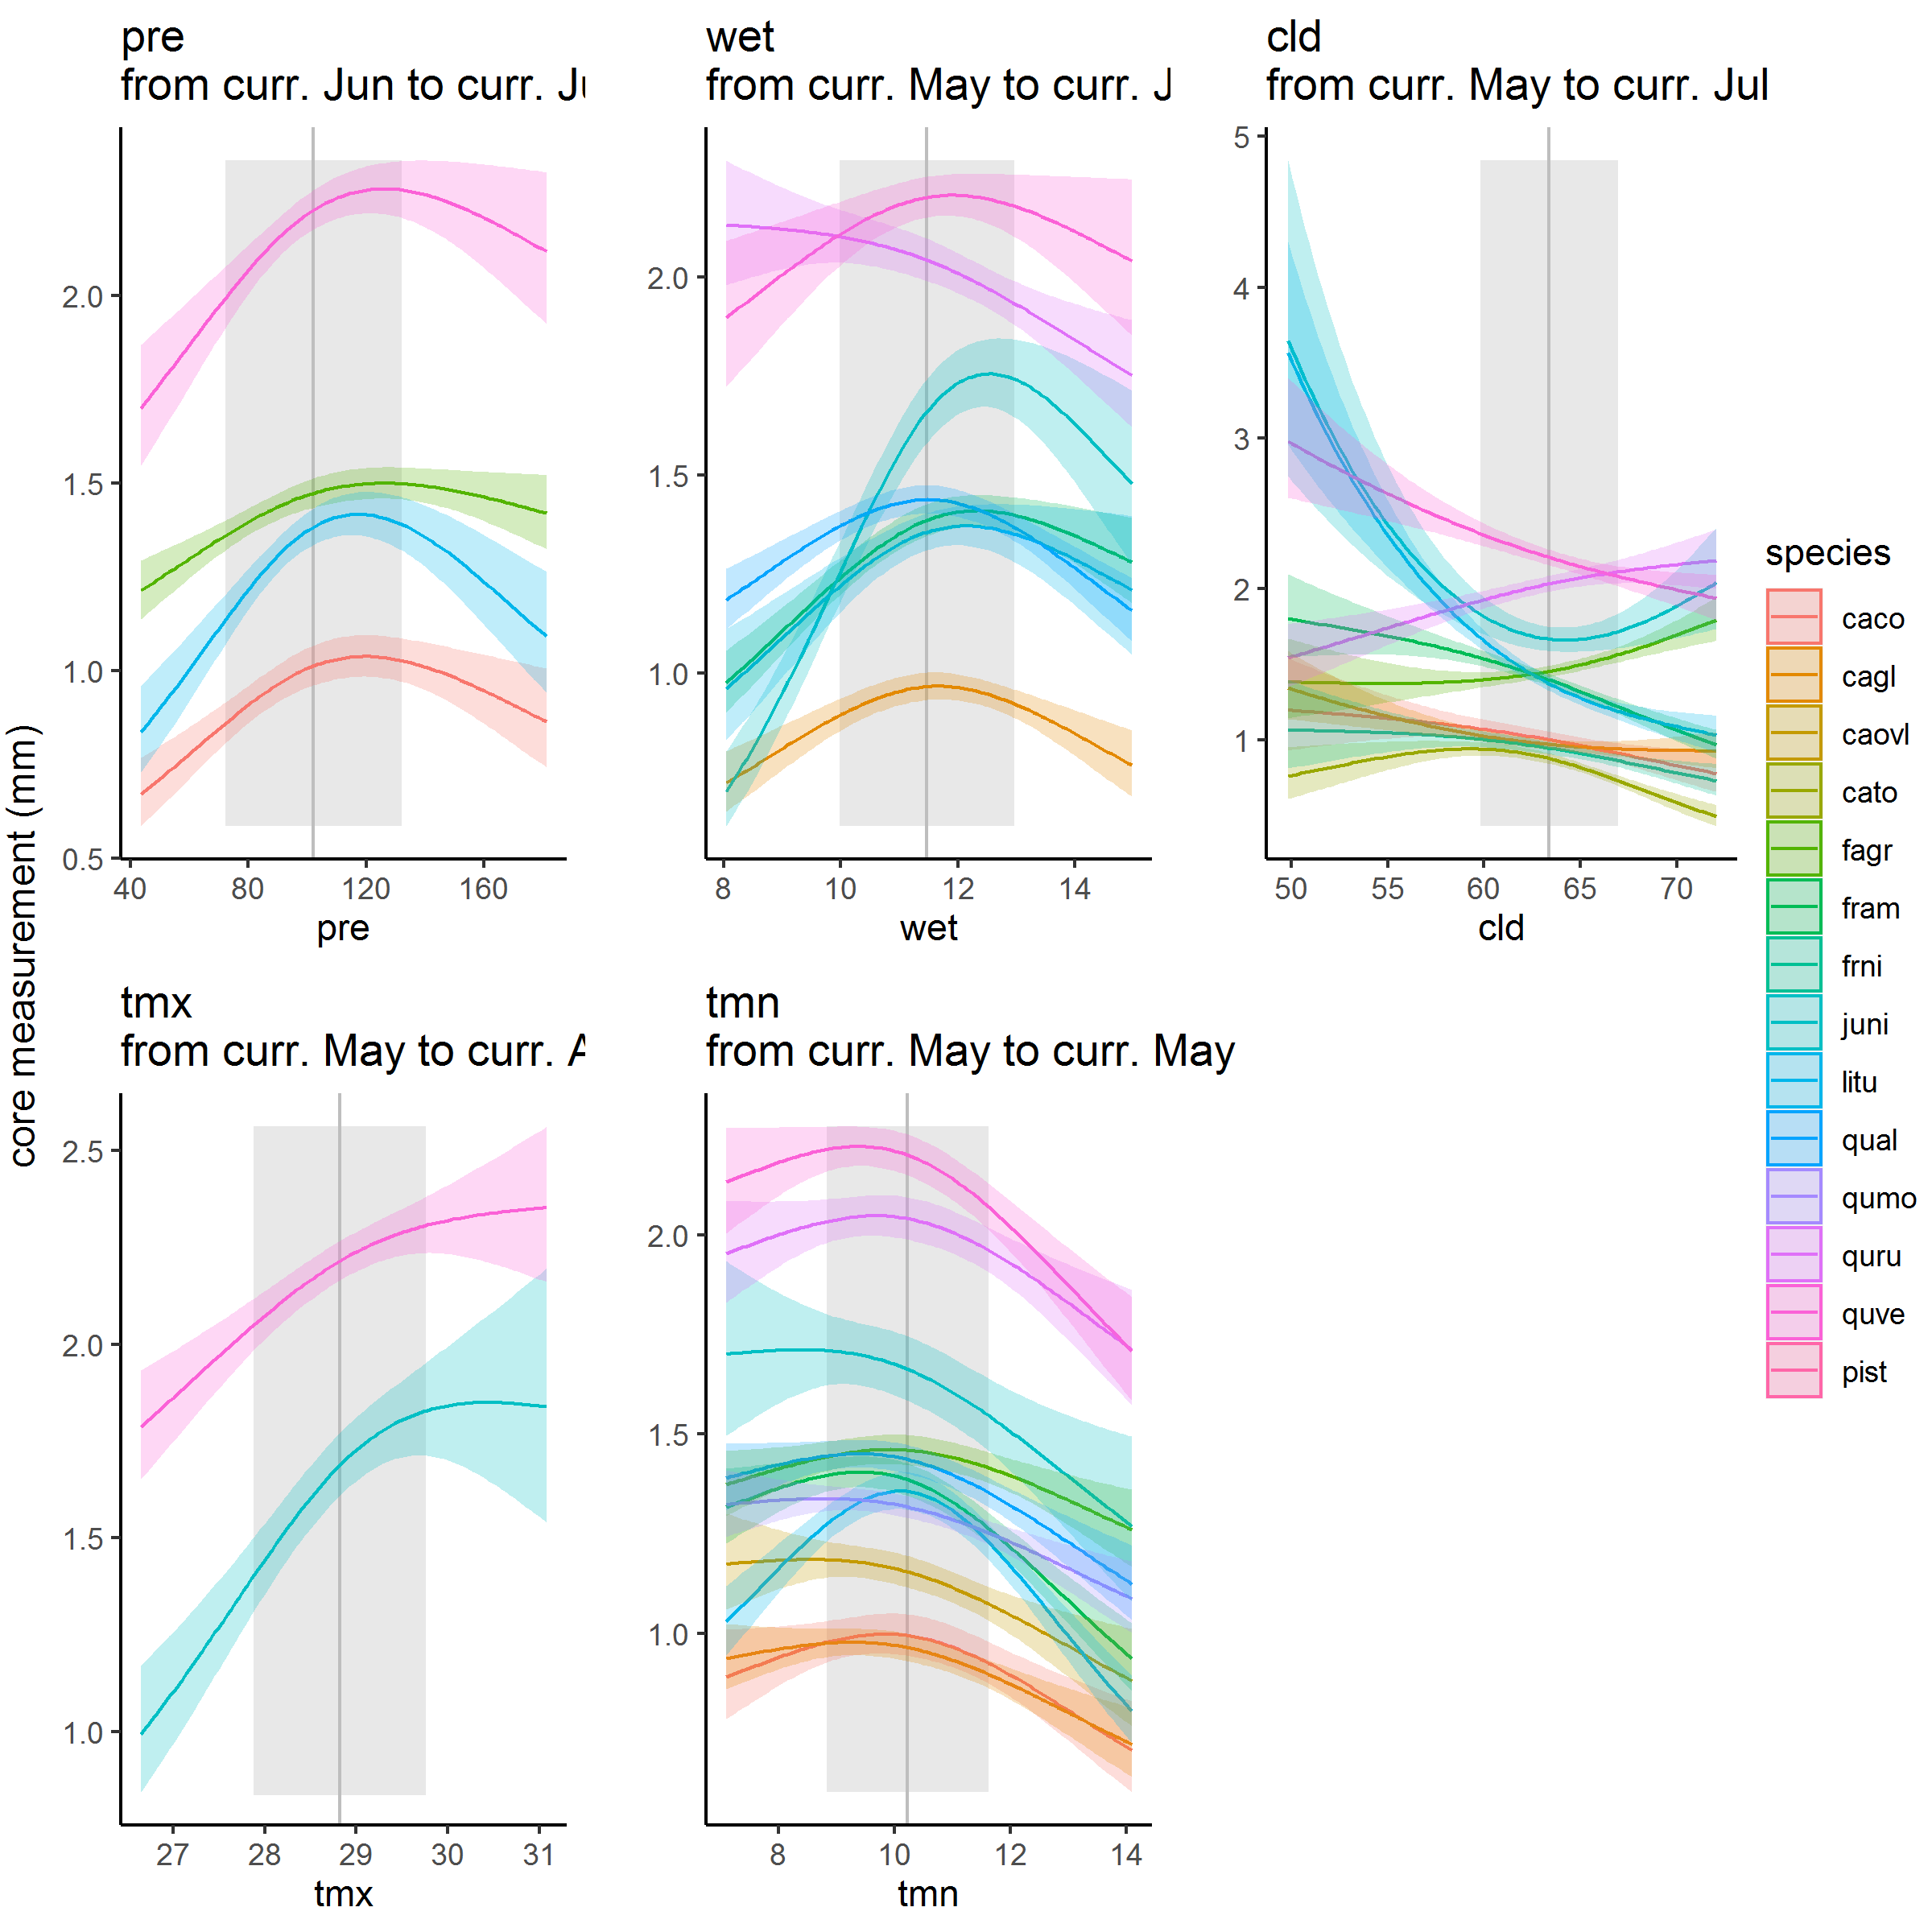 pre
from curr. Jun to curr.
wet
from curr. May to curr. J
cld
from curr. May to curr. Jul
core measurement (mm)
2.0
1.5
1.0
0.5
40 80 120 160
pre
2.0
1.5
1.0
8 10 12 14
wet
5
4
3
2
1
50 55 60 65 70
cld
tmx
from curr. May to curr.
tmn
from curr. May to curr. May
2.5
2.0
1.5
1.0
27 28 29 30 31
tmx
2.0
1.5
1.0
8 10 12 14
tmn
species
caco
cagl
caovl
cato
fagr
fram
frni
juni
litu
qual
qumo
quru
quve
pist